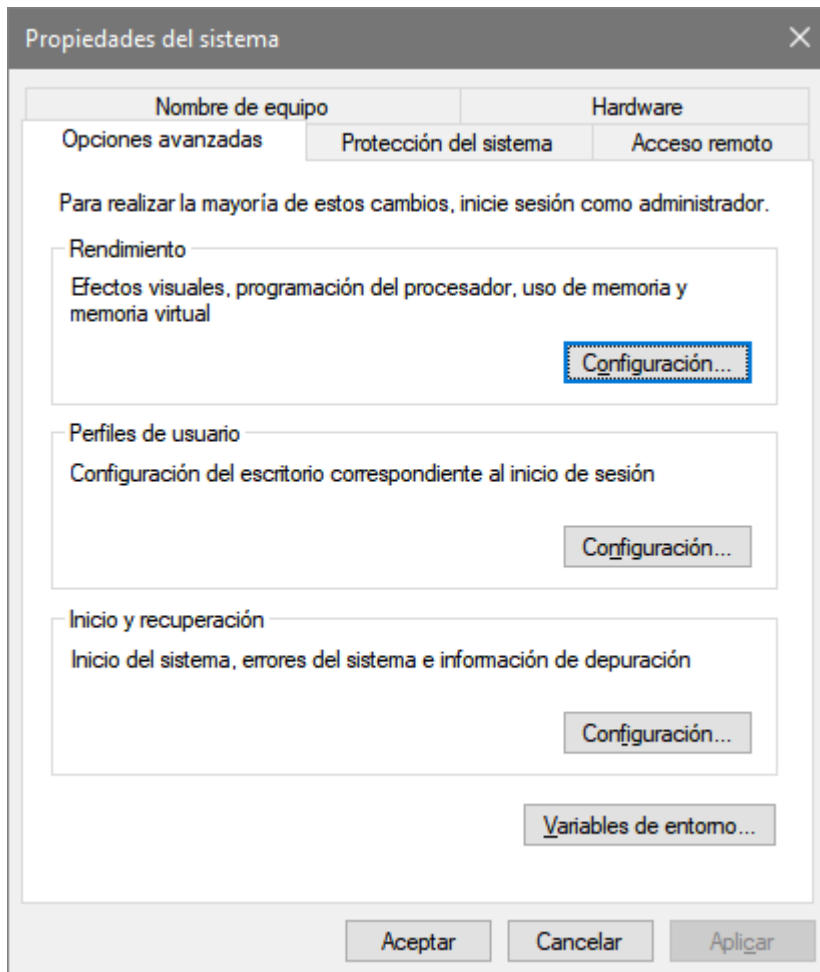 Propiedades del sistema
Nombre de equipo
Hardware
Opciones avanzadas
Protección del sistema
Acceso remoto
Para realizar la mayoría de estos cambios, inicie sesión como administrador.
Rendimiento
Efectos visuales, programación del procesador, uso de memoria y
memoria virtual
Configuración...
Perfiles de usuario
Configuración del escritorio correspondiente al inicio de sesión
Configuración...
Inicio y recuperación
Inicio del sistema, errores del sistema e información de depuración
Configuración...
Variables de entorno...
Aceptar
Cancelar
Aplicar